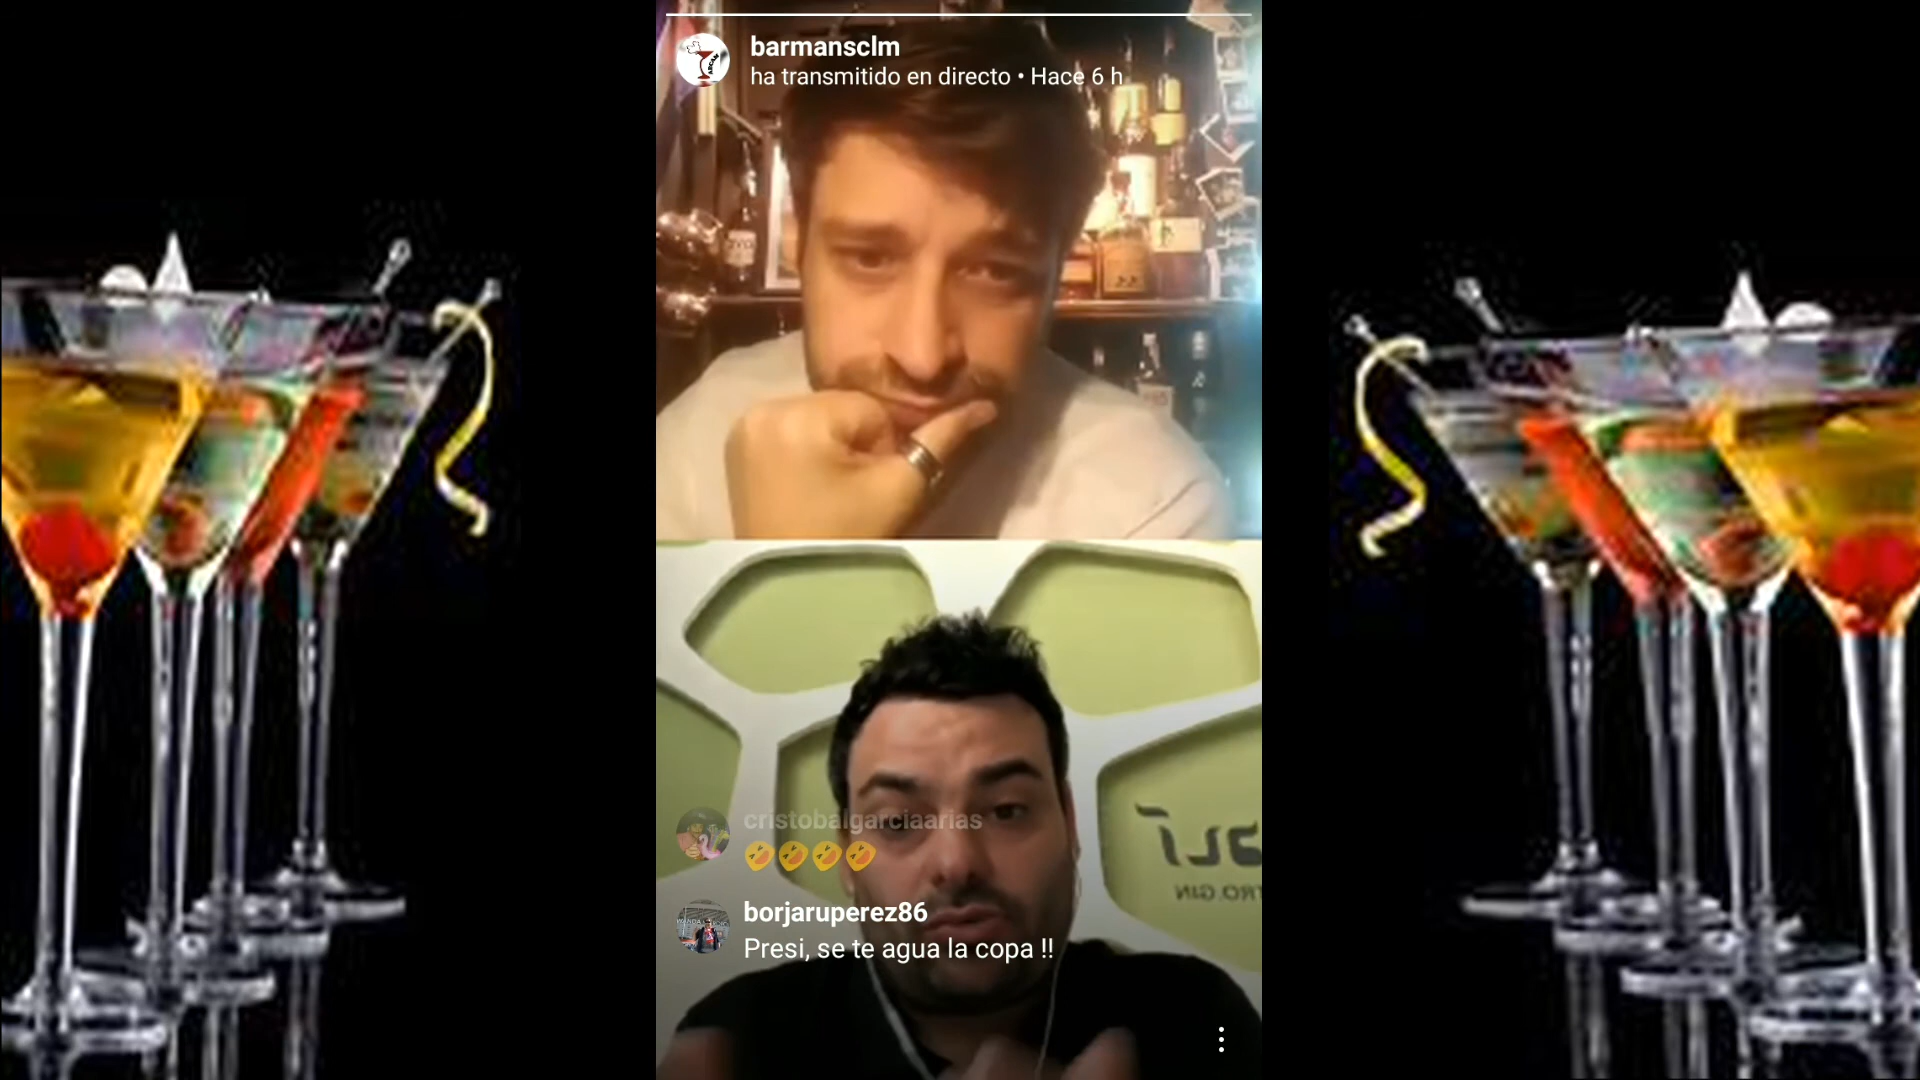 barmansclm
ha transmitido en directo • Hace 6 h
cristobalgarciaarias
🤣🤣🤣🤣
borjaruperez86
Presi, se te agua la copa !!